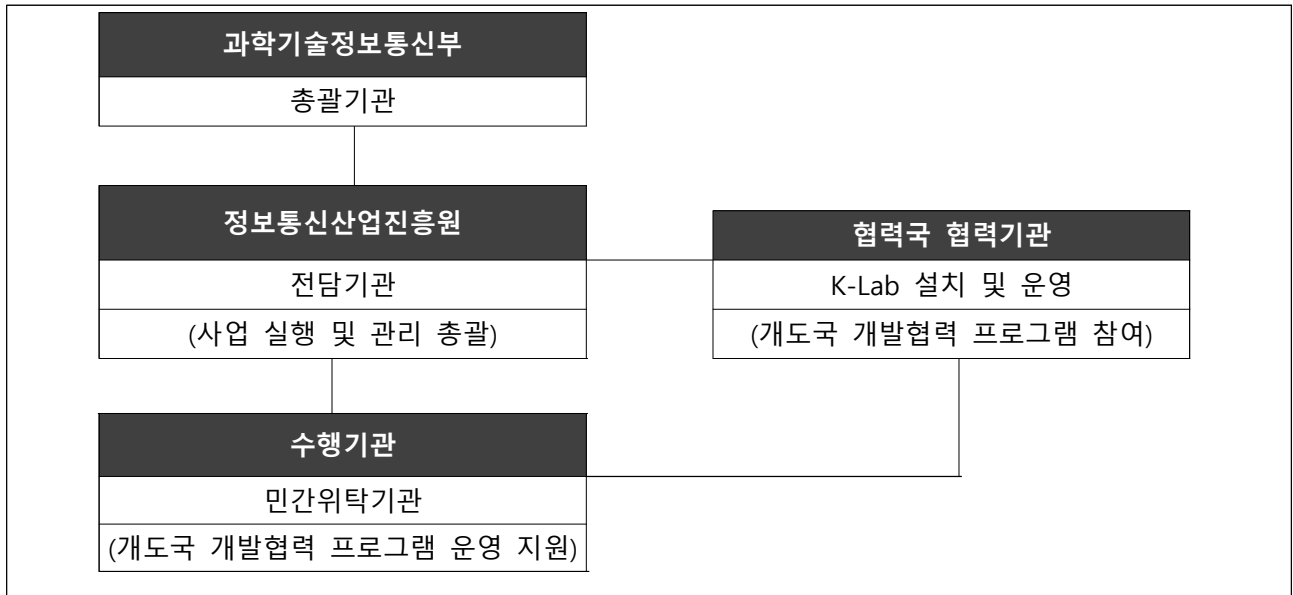 과학기술정보통신부
총괄기관
정보통신산업진흥원
전담기관
(사업 실행 및 관리 총괄)
협력국 협력기관
K-Lab 설치 및 운영
(개도국 개발협력 프로그램 참여)
수행기관
민간위탁기관
(개도국 개발협력 프로그램 운영 지원)